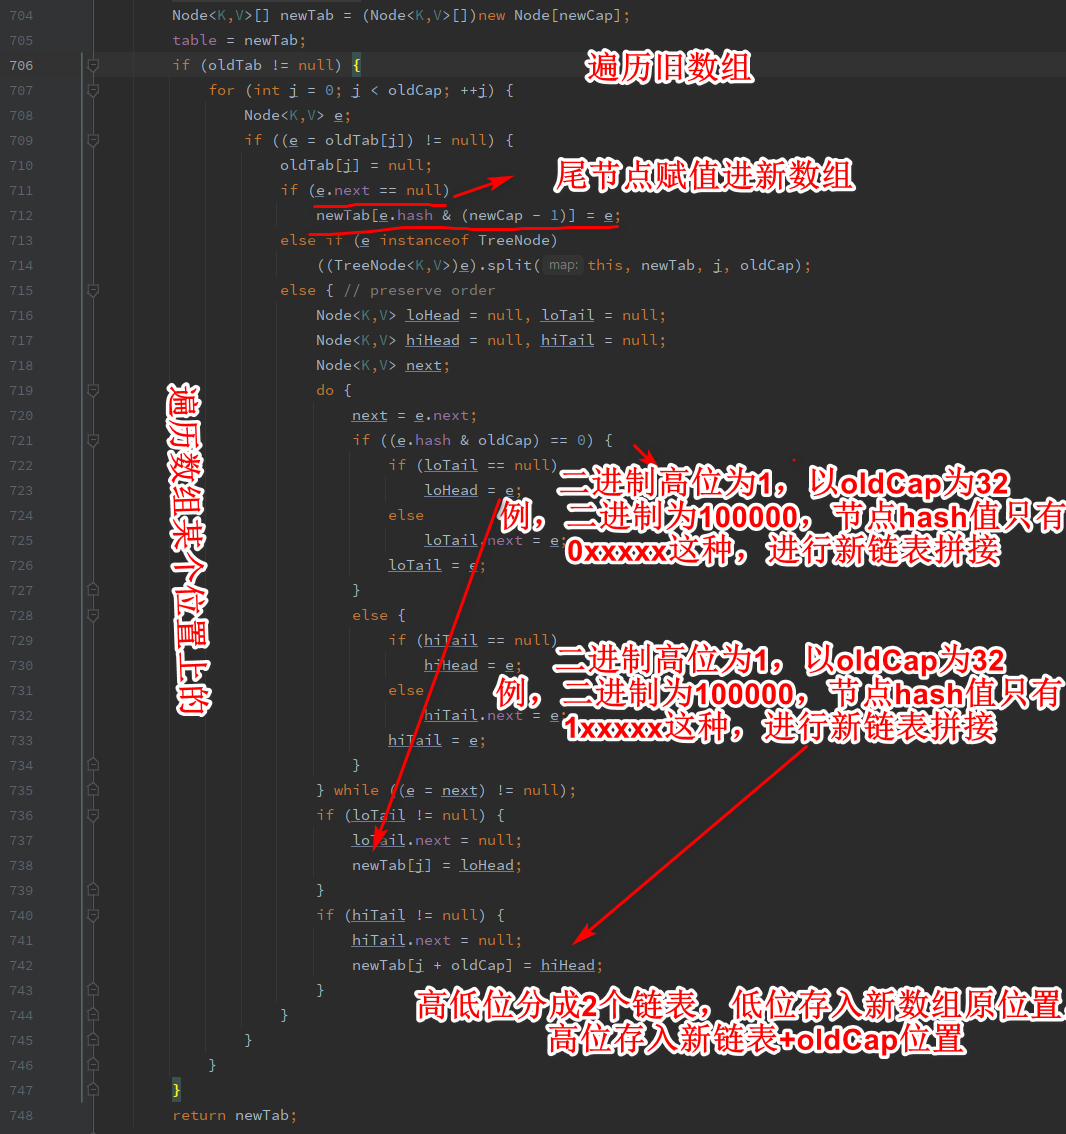 704 Node<K,V>[] newTab = (Node<K,V>[])new Node[newCap];
705 table = newTab;
706 if (oldTab != null) {
遍历旧数组
707 for (int j = 0; j < oldCap; ++j) {
708 Node<K,V> e;
709 if ((e = oldTab[j]) != null) {
710 oldTab[j] = null;
711 if (e.next == null)
尾节点赋值进新数组
712 newTab[e.hash & (newCap - 1)] = e;
713 else if (e instanceof TreeNode)
714 ((TreeNode<K,V>)e).split( map: this, newTab, j, oldCap);
715 else { // preserve order
716 Node<K,V> loHead = null, loTail = null;
717 Node<K,V> hiHead = null, hiTail = null;
718 Node<K,V> next;
719 do {
遍历数组某个位置上的
720 next = e.next;
721 if ((e.hash & oldCap) == 0) {
722 if (loTail == null)
723 loHead = e;
二进制高位为1，以oldCap为32
例，二进制为100000，节点hash值只有
0xxxxx这种，进行新链表拼接
724 else
725 loTail.next = e;
726 loTail = e;
727 }
728 else {
729 if (hiTail == null)
730 hiHead = e;
二进制高位为1，以oldCap为32
例，二进制为100000，节点hash值只有
1xxxxx这种，进行新链表拼接
731 else
732 hiTail.next = e;
733 hiTail = e;
734 }
735 } while ((e = next) != null);
736 if (loTail != null) {
737 loTail.next = null;
738 newTab[j] = loHead;
739 }
740 if (hiTail != null) {
741 hiTail.next = null;
742 newTab[j + oldCap] = hiHead;
743 }
高低位分成2个链表，低位存入新数组原位置，
高位存入新链表+oldCap位置
744 }
745 }
746 }
747 }
748 return newTab;